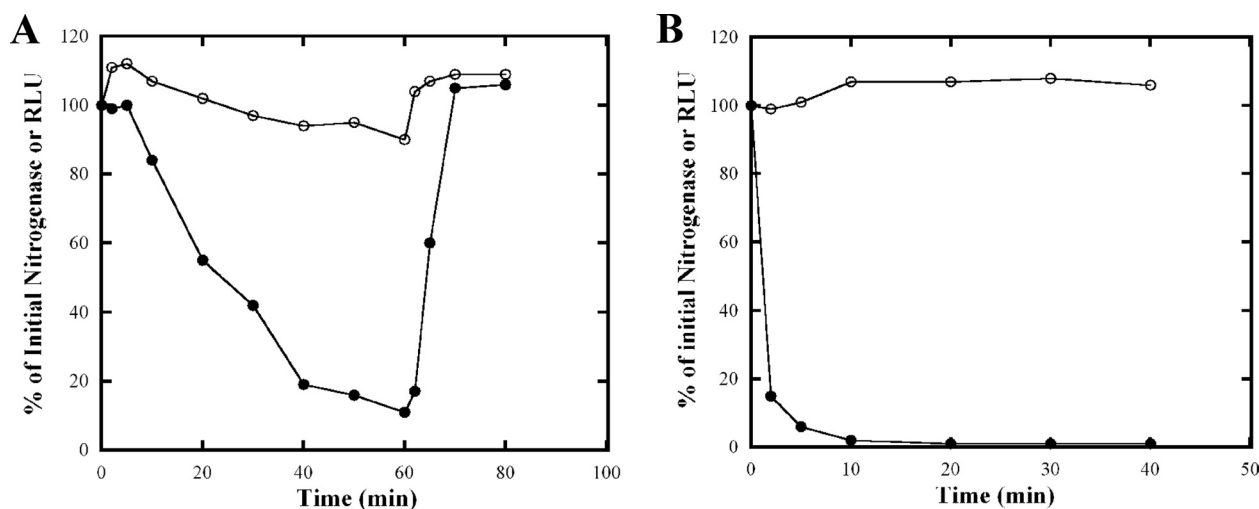 A
% of Initial Nitrogenase or RLU
120
100
80
60
40
20
0
0 20 40 60 80 100
Time (min)
B
% of initial Nitrogenase or RLU
120
100
80
60
40
20
0
0 10 20 30 40 50
Time (min)